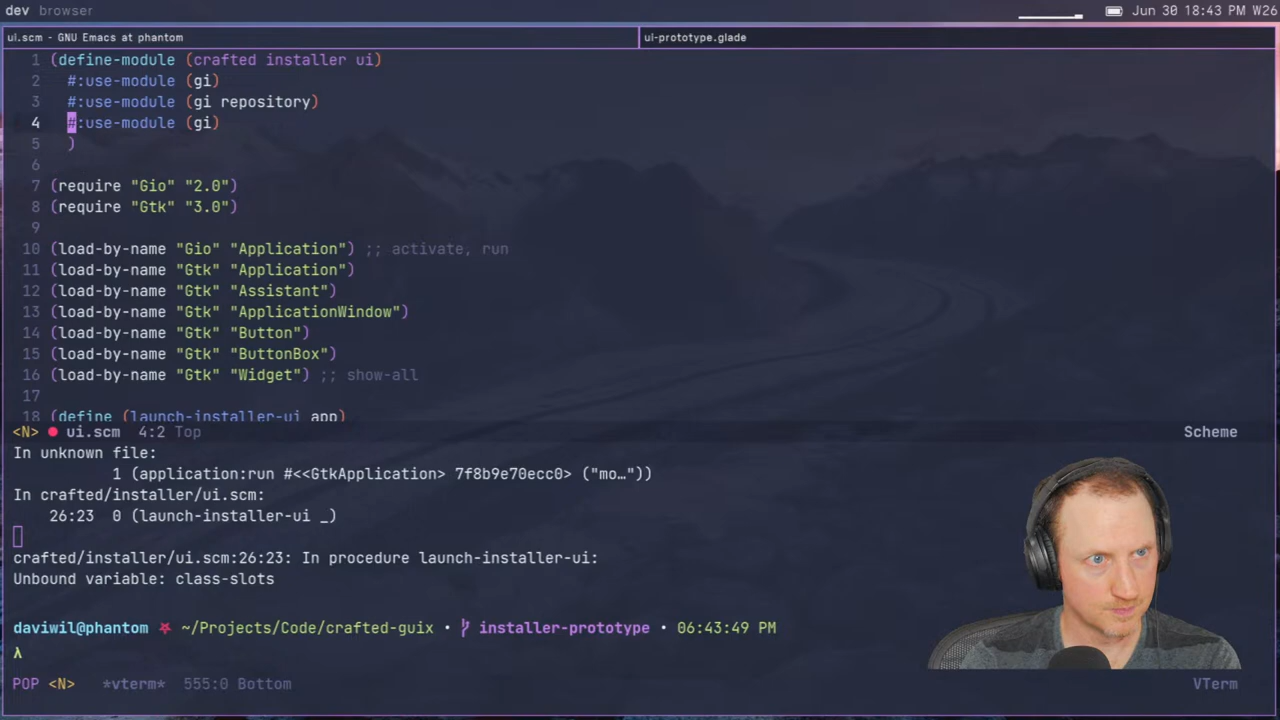 dev browser
Jun 30 18:43 PM W26
ui.scm - GNU Emacs at phantom
ui-prototype.glade
1 (define-module (crafted installer ui)
2 #:use-module (gi)
3 #:use-module (gi repository)
4 #:use-module (gi)
5 )
6
7 (require "Gio" "2.0")
8 (require "Gtk" "3.0")
9
10 (load-by-name "Gio" "Application") ;; activate, run
11 (load-by-name "Gtk" "Application")
12 (load-by-name "Gtk" "Assistant")
13 (load-by-name "Gtk" "ApplicationWindow")
14 (load-by-name "Gtk" "Button")
15 (load-by-name "Gtk" "ButtonBox")
16 (load-by-name "Gtk" "Widget") ;; show-all
17
18 (define (launch-installer-ui app)
<N> ● ui.scm 4:2 Top Scheme
In unknown file:
1 (application:run #<<GtkApplication> 7f8b9e70ecc0> ("mo…"))
In crafted/installer/ui.scm:
26:23 0 (launch-installer-ui _)
crafted/installer/ui.scm:26:23: In procedure launch-installer-ui:
Unbound variable: class-slots
daviwil@phantom ~/Projects/Code/crafted-guix • installer-prototype • 06:43:49 PM
λ
POP <N> *vterm* 555:0 Bottom VTerm